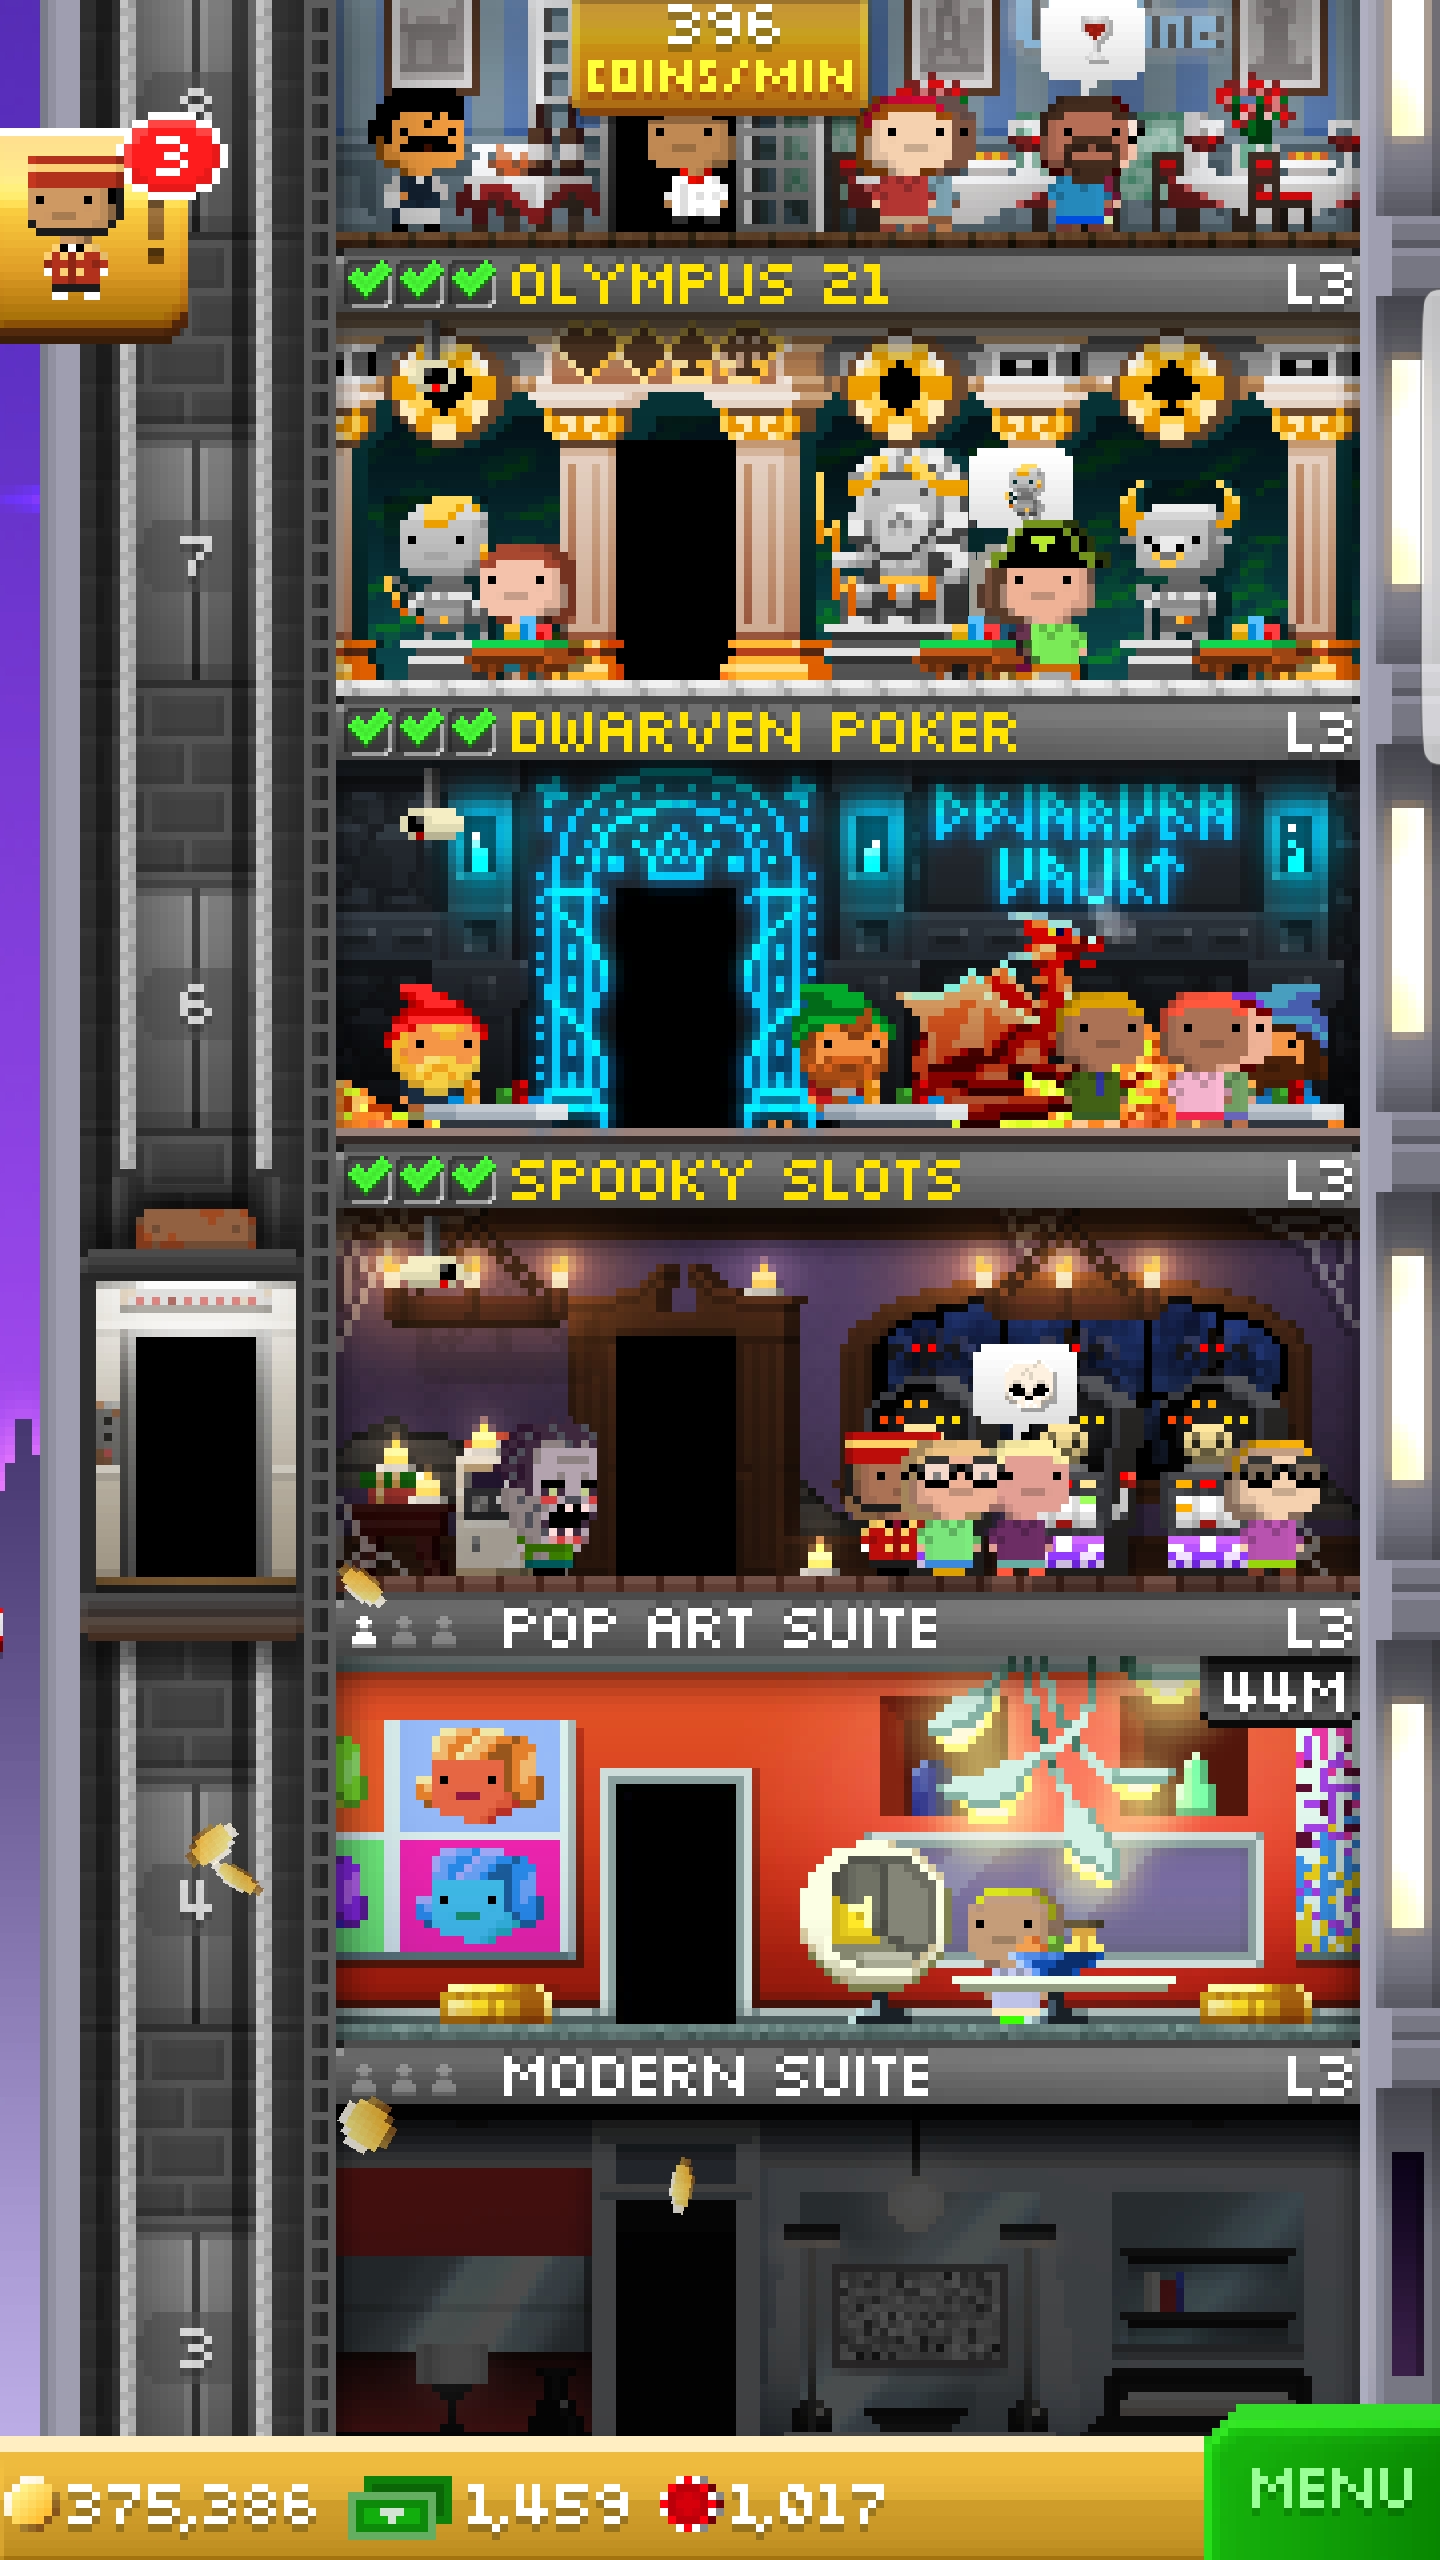 396
COINS/MIN
3
OLYMPUS 21
L3
7
DWARVEN POKER
L3
DWARVEN
VAULT
6
SPOOKY SLOTS
L3
POP ART SUITE
L3
44M
4
MODERN SUITE
L3
3
375,386
1,459
1,017
MENU